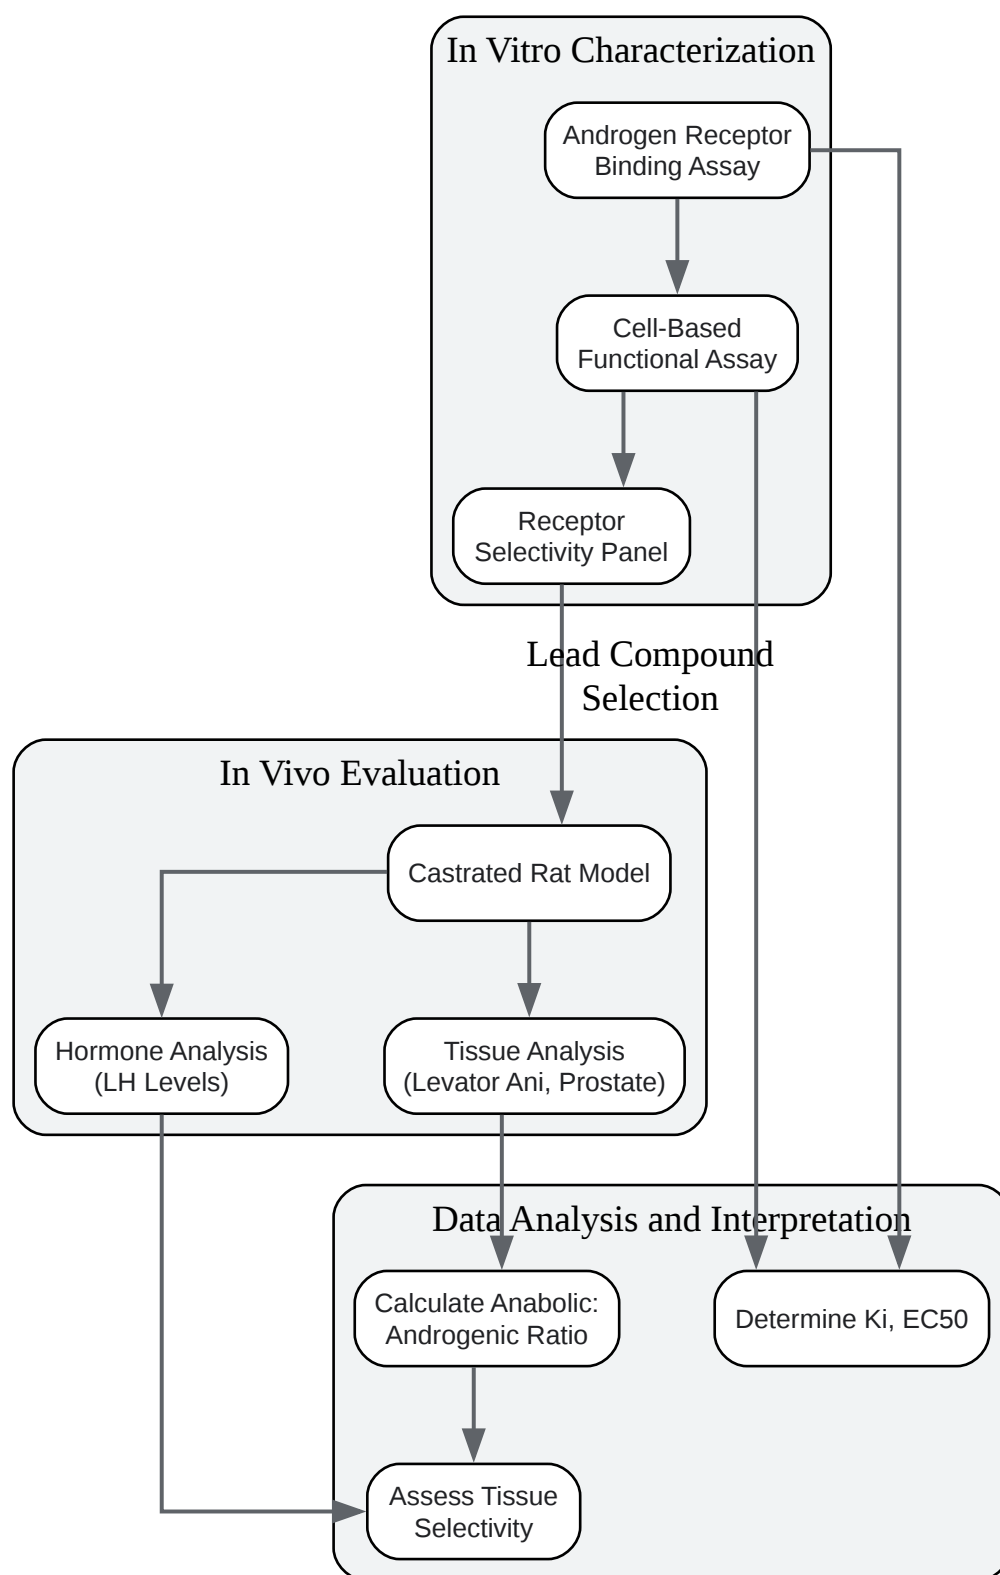 In Vitro Characterization
Androgen Receptor
Binding Assay
Cell-Based
Functional Assay
Receptor
Selectivity Panel
Lead Compound
Selection
In Vivo Evaluation
Castrated Rat Model
Hormone Analysis
(LH Levels)
Tissue Analysis
(Levator Ani, Prostate)
Data Analysis and Interpretation
Calculate Anabolic:
Androgenic Ratio
Determine Ki, EC50
Assess Tissue
Selectivity